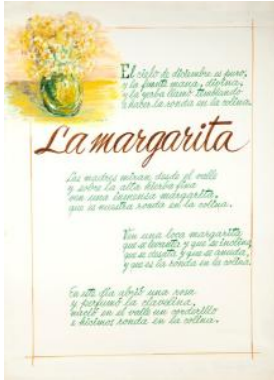 El cielo de diciembre es puro,
y la fuente mana, divina,
y la yerba llamó temblando
a hacer la ronda en la colina.
La margarita
Las madres miran desde el valle
y sobre la alta hierba fina
ven una inmensa margarita,
que es nuestra ronda en la colina.
Ven una loca margarita
que se levanta y que se inclina,
que se desata y que se anuda,
y que es la ronda en la colina.
En este día abrió una rosa
y perfumó la clavelina,
nació en el valle un corderillo
e hicimos ronda en la colina.